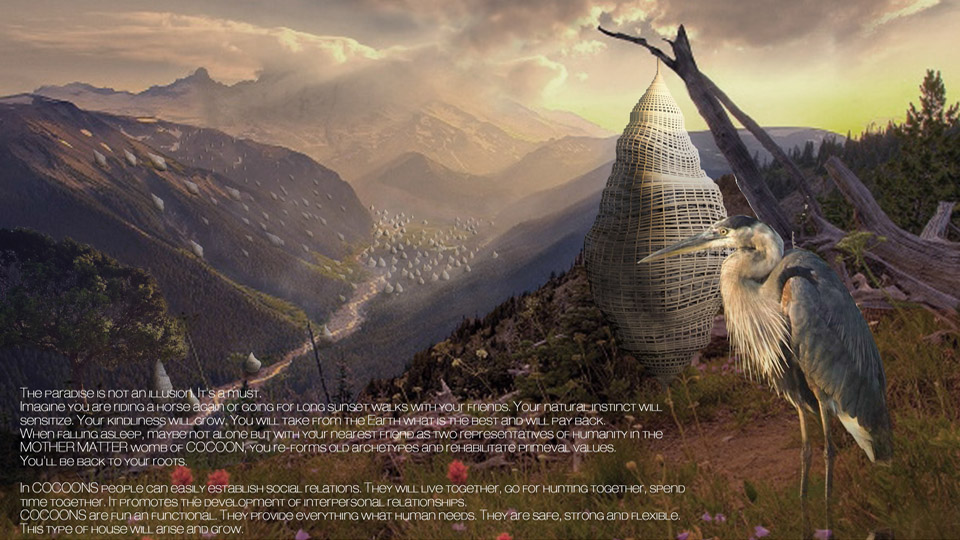 The paradise is not an illusion. It's a must.
Imagine you are riding a horse again or going for long sunset walks with your friends. Your natural instinct will
sensitize. Your kindliness will grow. You will take from the Earth what is the best and will pay back.
When falling asleep, maybe not alone but with your nearest friend as two representatives of humanity in the
MOTHER MATTER womb of COCOON, you re-forms old archetypes and rehabilitate primeval values.
You'll be back to your roots.
In COCOONS people can easily establish social relations. They will live together, go for hunting together, spend
time together. It promotes the development of interpersonal relationships.
COCOONS are fun an functional. They provide everything what human needs. They are safe, strong and flexible.
This type of house will arise and grow.